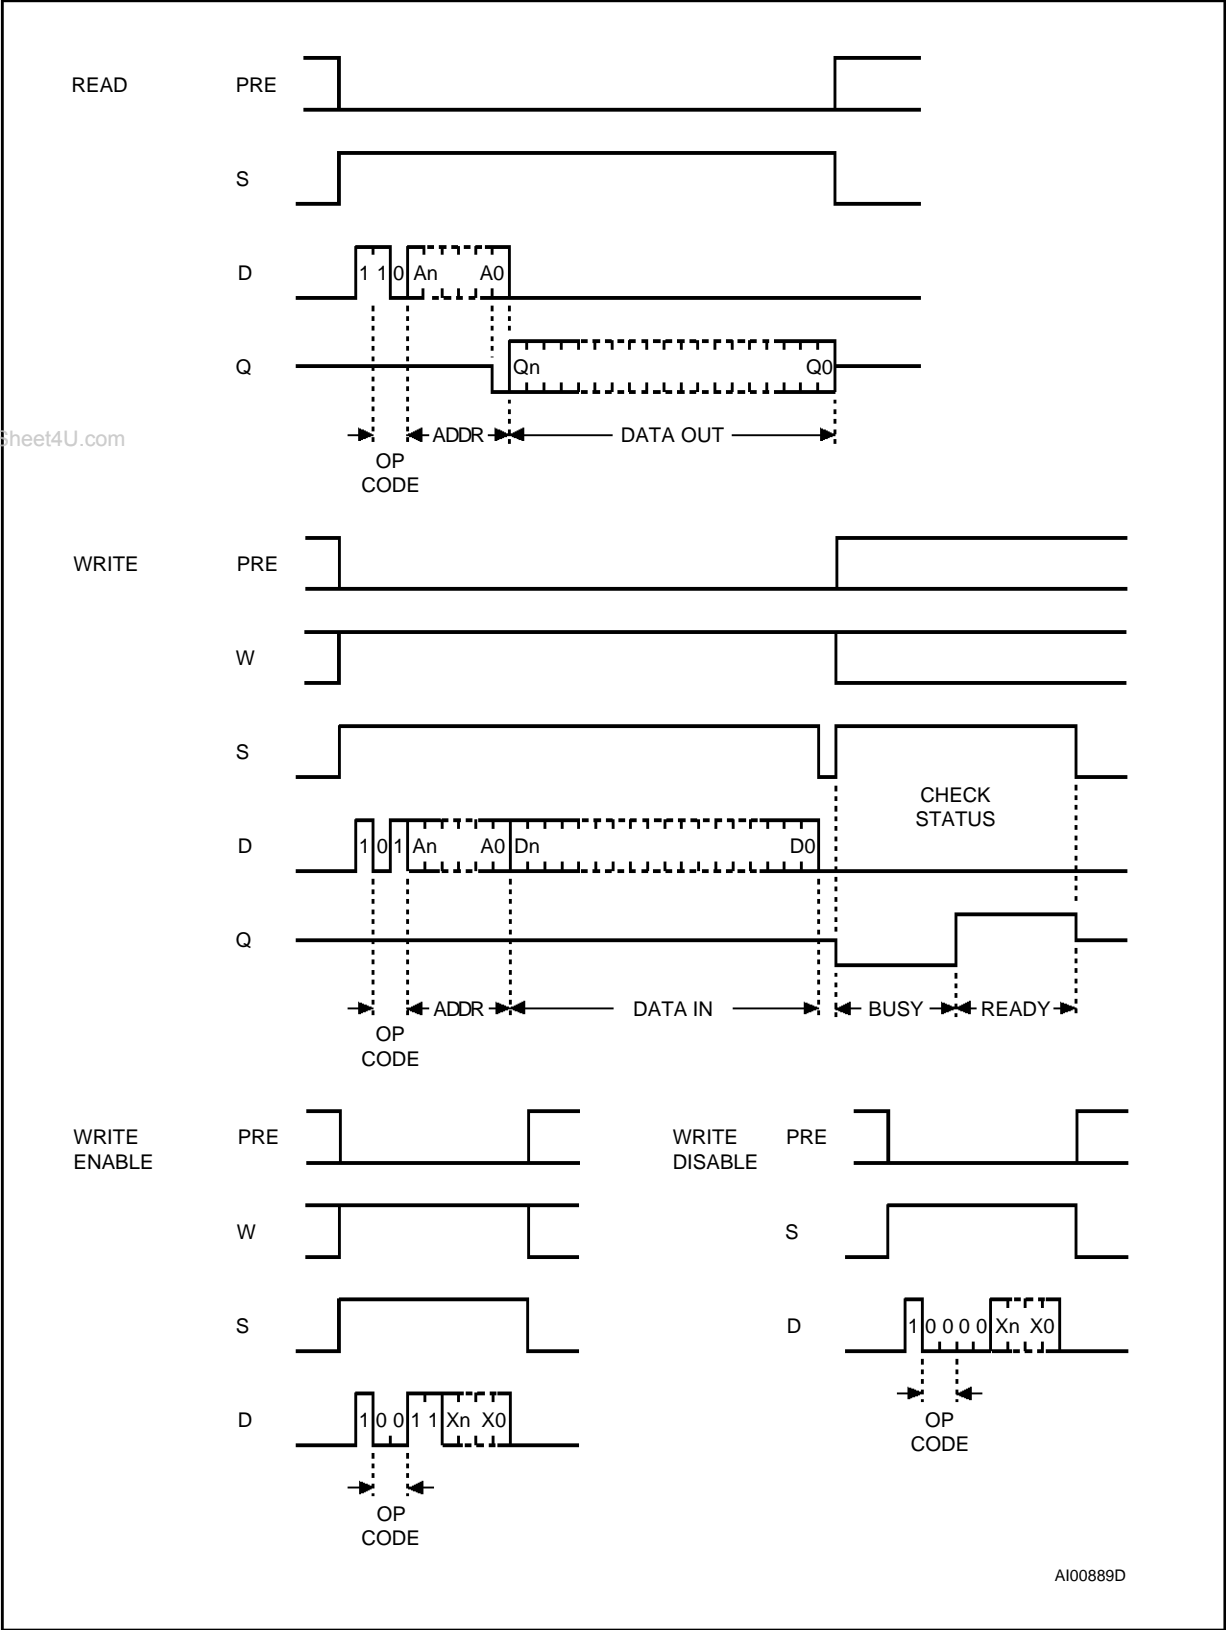 READ PRE
S
D 1 1 0 An A0
Q Qn Q0
ADDR DATA OUT
sheet4U.com
OP
CODE
WRITE PRE
W
S
CHECK
STATUS
D 1 0 1 An A0 Dn D0
Q
ADDR DATA IN BUSY READY
OP
CODE
WRITE
ENABLE
PRE
W
S
D 1 0 0 1 1 Xn X0
OP
CODE
WRITE
DISABLE
PRE
S
D 1 0 0 0 0 Xn X0
OP
CODE
AI00889D